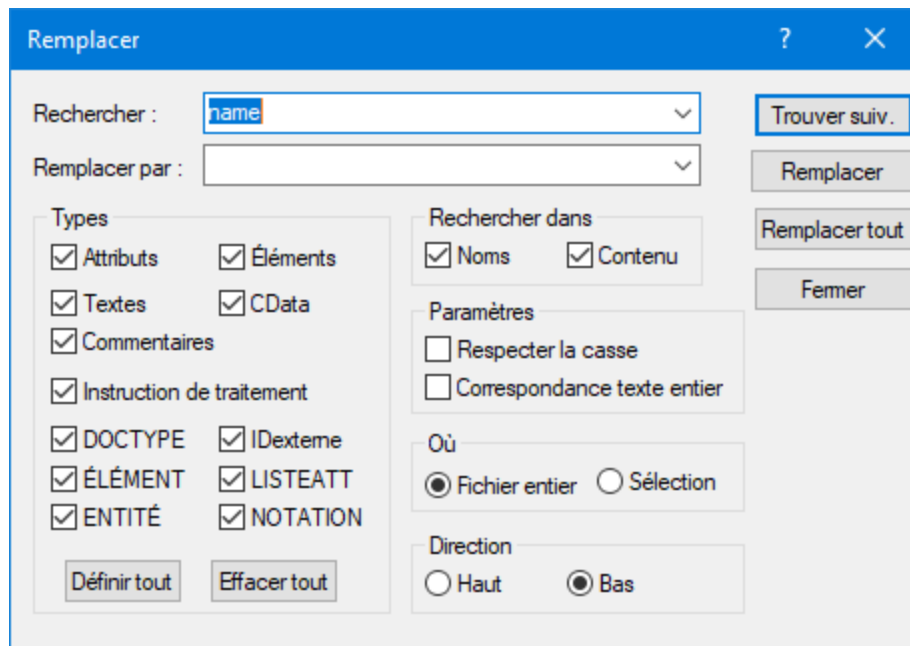 Remplacer ?
Rechercher : name Trouver suiv.
Remplacer par : Remplacer
Remplacer tout
Fermer
Types
Attributs Éléments
Textes CData
Commentaires
Instruction de traitement
DOCTYPE IDexterne
ÉLÉMENT LISTEATT
ENTITÉ NOTATION
Définir tout Effacer tout
Rechercher dans
Noms Contenu
Paramètres
Respecter la casse
Correspondance texte entier
Où
Fichier entier Sélection
Direction
Haut Bas